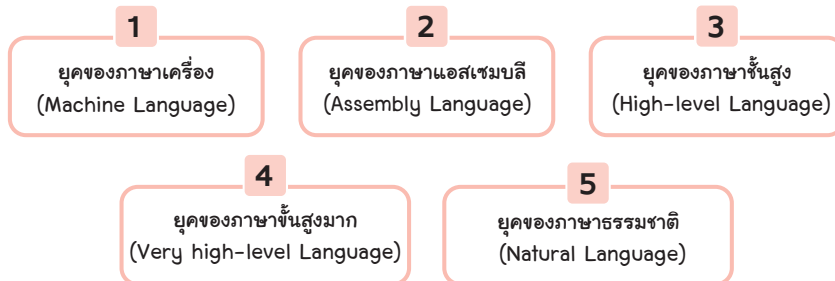 1
ยุคของภาษาเครื่อง
(Machine Language)
2
ยุคของภาษาแอสเซมบลี
(Assembly Language)
3
ยุคของภาษาชั้นสูง
(High-level Language)
4
ยุคของภาษาขั้นสูงมาก
(Very high-level Language)
5
ยุคของภาษาธรรมชาติ
(Natural Language)